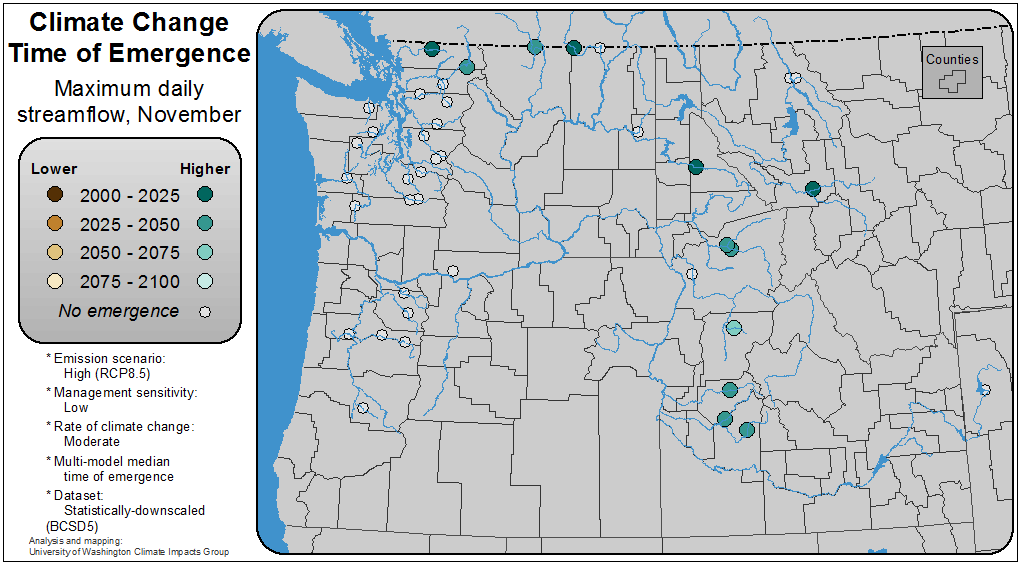 Climate Change
Time of Emergence
Maximum daily
streamflow, November
Lower Higher
2000 - 2025
2025 - 2050
2050 - 2075
2075 - 2100
No emergence
* Emission scenario:
High (RCP8.5)
* Management sensitivity:
Low
* Rate of climate change:
Moderate
* Multi-model median
time of emergence
* Dataset:
Statistically-downscaled
(BCSD5)
Analysis and mapping:
University of Washington Climate Impacts Group
Counties